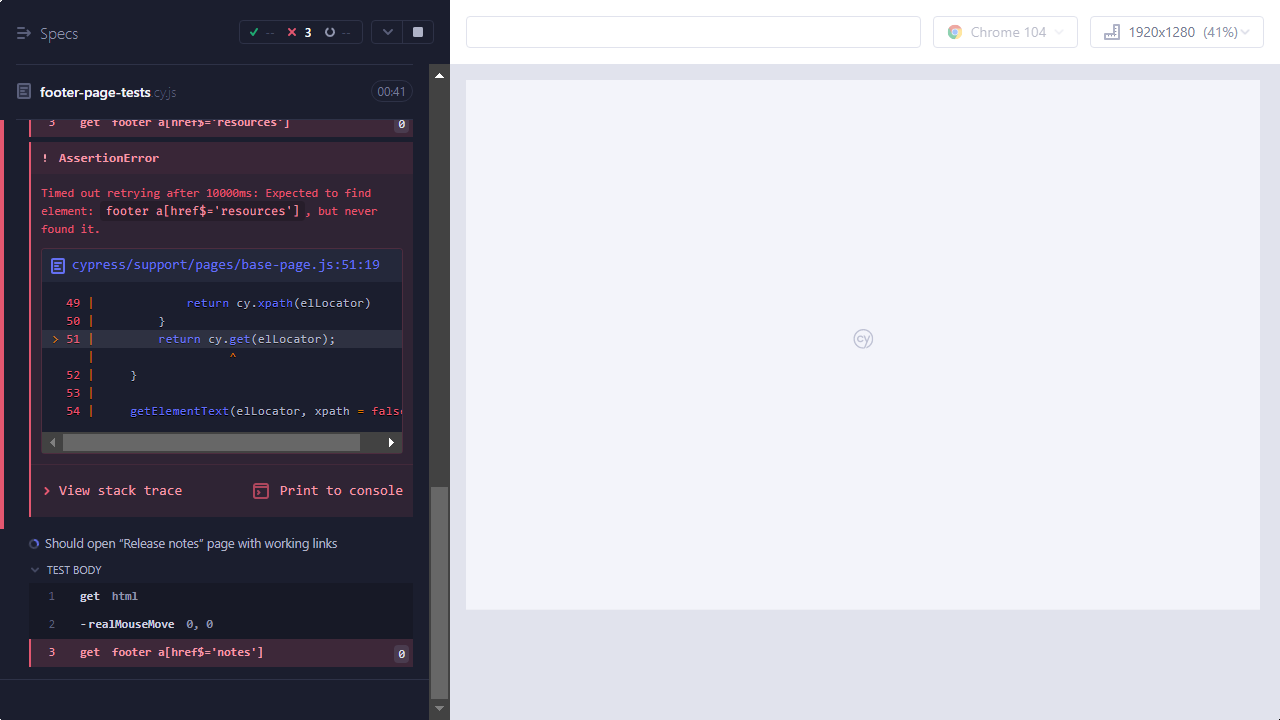 Specs
-- 3 --
Chrome 104
1920x1280 (41%)
footer-page-tests cy.js
00:41
3 get footer a[href$='resources'] 0
! AssertionError
Timed out retrying after 10000ms: Expected to find
element: footer a[href$='resources'], but never
found it.
cypress/support/pages/base-page.js:51:19
49 | return cy.xpath(elLocator)
50 | }
> 51 | return cy.get(elLocator);
| ^
52 | }
53 |
54 | getElementText(elLocator, xpath = fals
> View stack trace
Print to console
cy
Should open “Release notes” page with working links
TEST BODY
1 get html
2 -realMouseMove 0, 0
3 get footer a[href$='notes'] 0